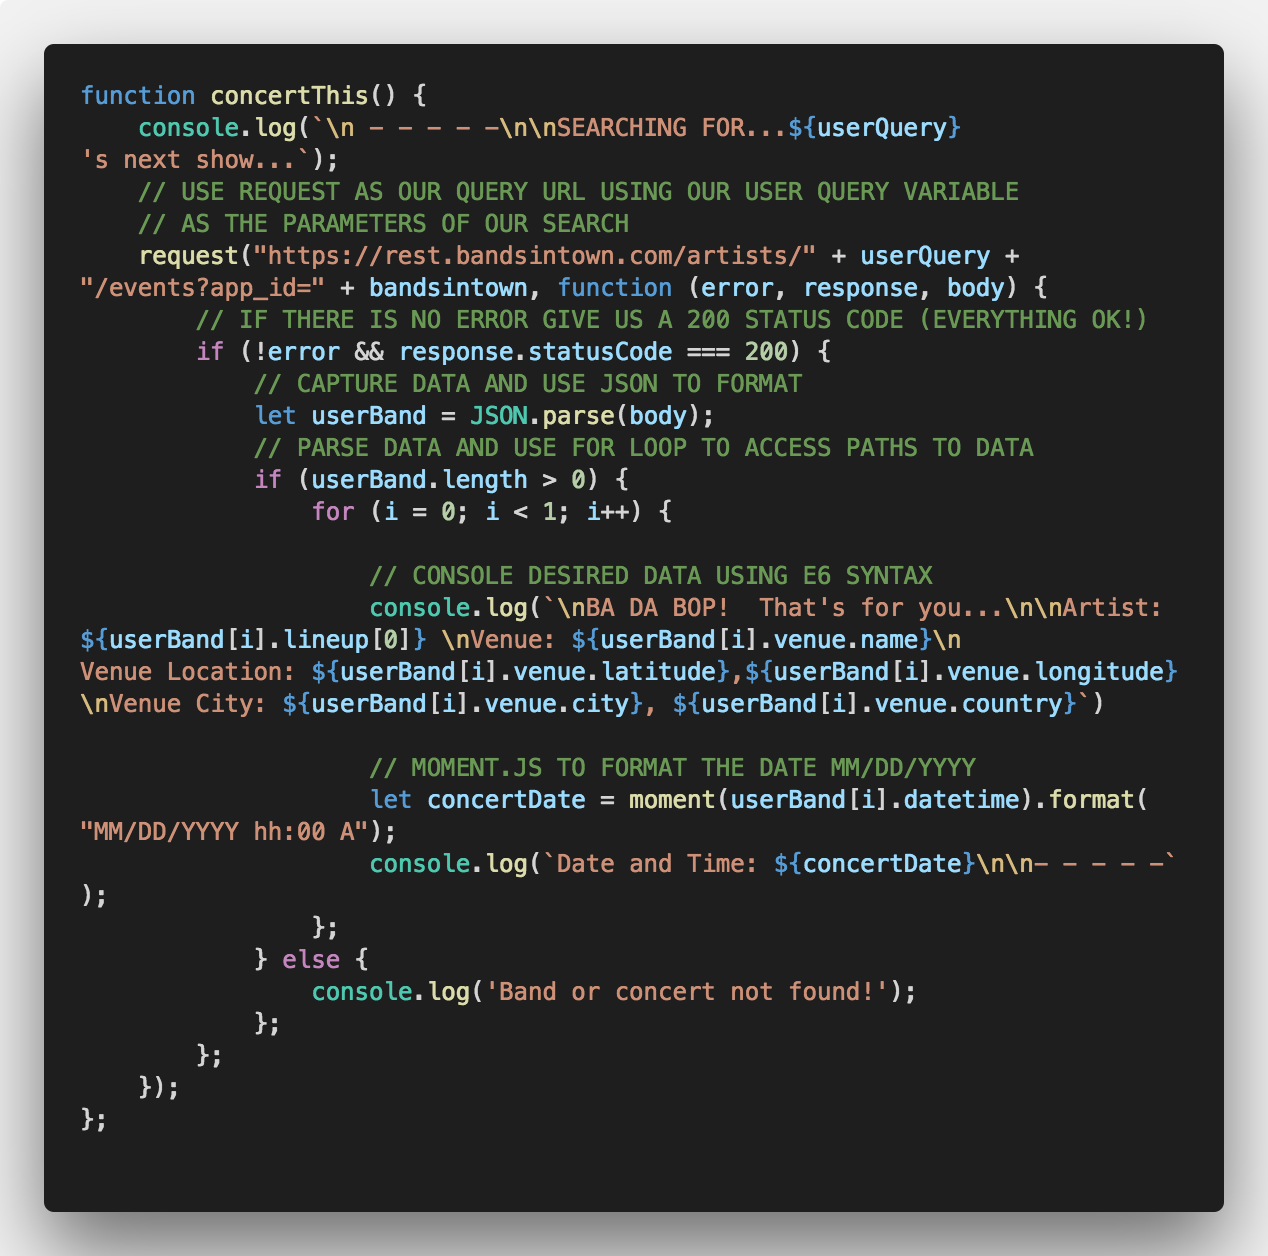 function concertThis() {
    console.log(`\n - - - - -\n\nSEARCHING FOR...${userQuery}
's next show...`);
    // USE REQUEST AS OUR QUERY URL USING OUR USER QUERY VARIABLE
    // AS THE PARAMETERS OF OUR SEARCH
    request("https://rest.bandsintown.com/artists/" + userQuery +
"/events?app_id=" + bandsintown, function (error, response, body) {
        // IF THERE IS NO ERROR GIVE US A 200 STATUS CODE (EVERYTHING OK!)
        if (!error && response.statusCode === 200) {
            // CAPTURE DATA AND USE JSON TO FORMAT
            let userBand = JSON.parse(body);
            // PARSE DATA AND USE FOR LOOP TO ACCESS PATHS TO DATA
            if (userBand.length > 0) {
                for (i = 0; i < 1; i++) {

                    // CONSOLE DESIRED DATA USING E6 SYNTAX
                    console.log(`\nBA DA BOP!  That's for you...\n\nArtist:
${userBand[i].lineup[0]} \nVenue: ${userBand[i].venue.name}\n
Venue Location: ${userBand[i].venue.latitude},${userBand[i].venue.longitude}
\nVenue City: ${userBand[i].venue.city}, ${userBand[i].venue.country}`)

                    // MOMENT.JS TO FORMAT THE DATE MM/DD/YYYY
                    let concertDate = moment(userBand[i].datetime).format(
"MM/DD/YYYY hh:00 A");
                    console.log(`Date and Time: ${concertDate}\n\n- - - - -`
);
                };
            } else {
                console.log('Band or concert not found!');
            };
        };
    });
};